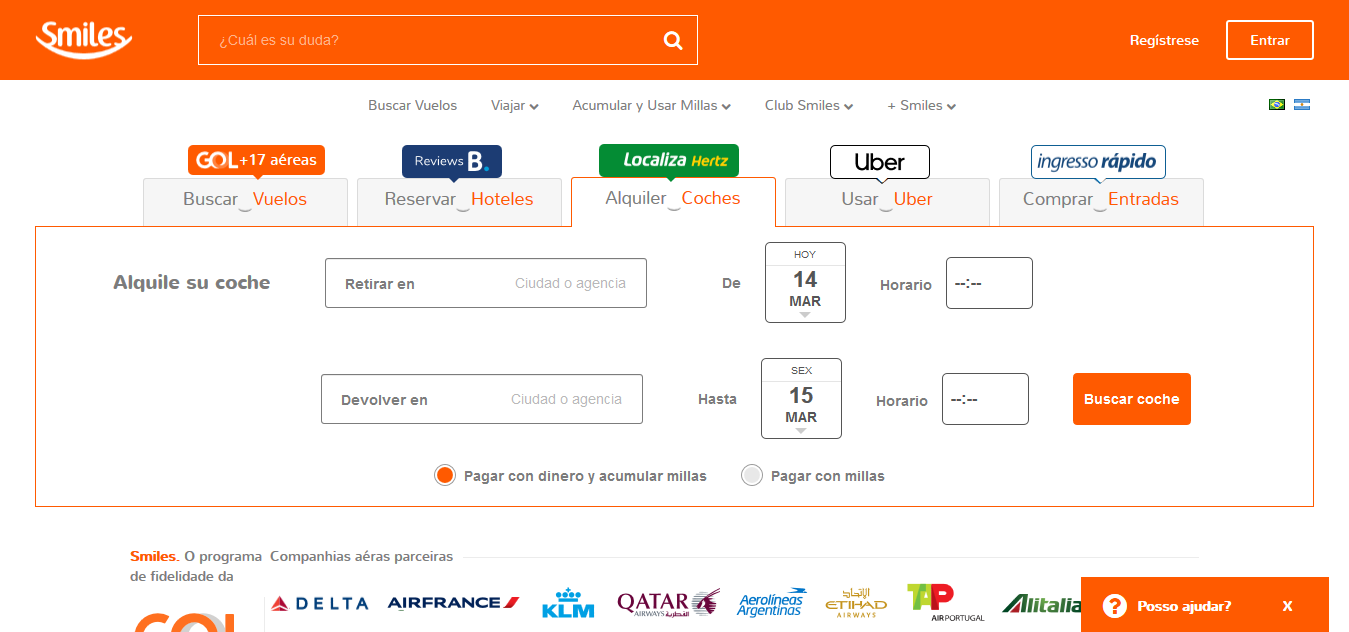 Smiles
¿Cuál es su duda?
Regístrese
Entrar
Buscar Vuelos
Viajar
Acumular y Usar Millas
Club Smiles
+ Smiles
GOL +17 aéreas
Reviews B.
Localiza Hertz
Uber
ingresso rápido
Buscar Vuelos
Reservar Hoteles
Alquiler Coches
Usar Uber
Comprar Entradas
Alquile su coche
Retirar en
Ciudad o agencia
De
HOY
14
MAR
Horario
--:--
Devolver en
Ciudad o agencia
Hasta
SEX
15
MAR
Horario
--:--
Buscar coche
Pagar con dinero y acumular millas
Pagar con millas
Smiles. O programa
de fidelidade da
GOL
Companhias aéras parceiras
DELTA
AIRFRANCE
KLM
QATAR
AIRWAYS القطرية
Aerolíneas
Argentinas
الإتحاد
ETIHAD
AIRWAYS
TAP
AIR PORTUGAL
Alitalia
? Posso ajudar?
X